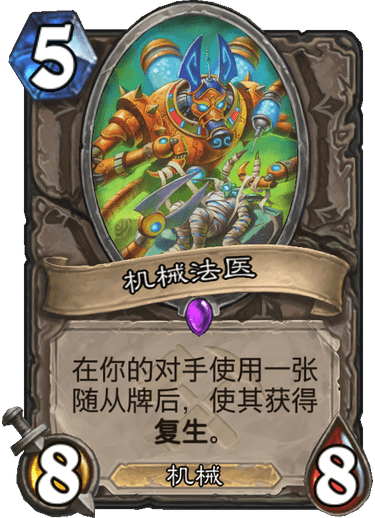 5
机械法医
在你的对手使用一张
随从牌后，使其获得
复生。
机械
8
8